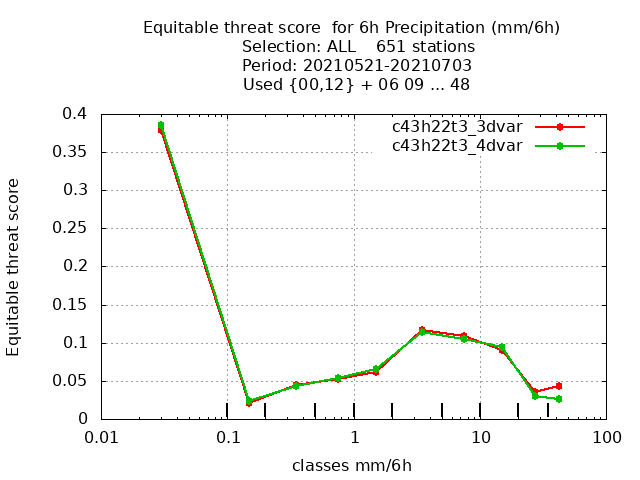 Equitable threat score  for 6h Precipitation (mm/6h)
Selection: ALL    651 stations
Period: 20210521-20210703
Used {00,12} + 06 09 ... 48
c43h22t3_3dvar
c43h22t3_4dvar
Equitable threat score
0.4
0.35
0.3
0.25
0.2
0.15
0.1
0.05
0
0.01 0.1 1 10 100
classes mm/6h